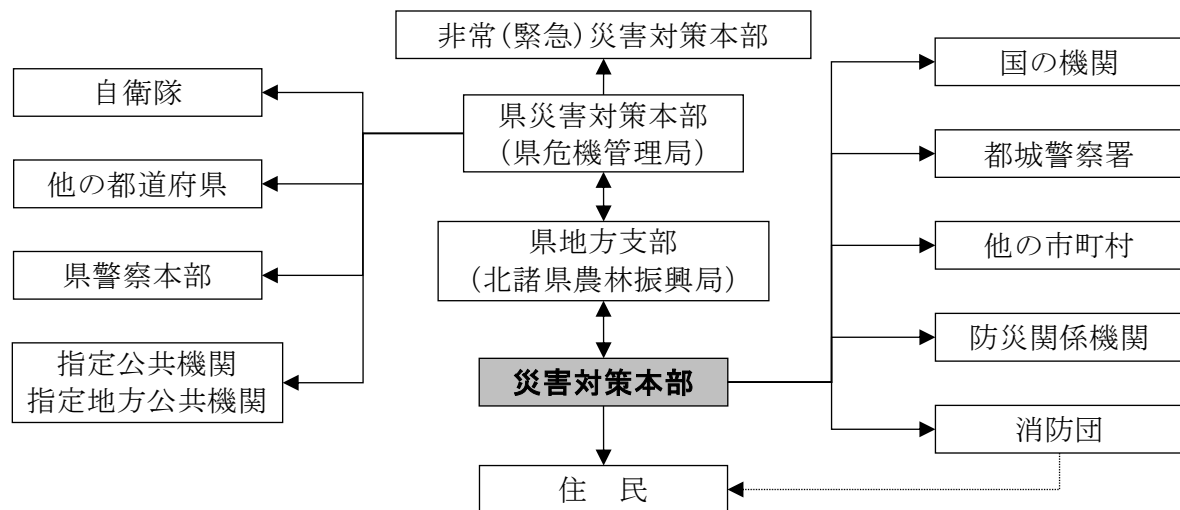 非常(緊急)災害対策本部
国の機関
自衛隊
県災害対策本部
(県危機管理局)
都城警察署
他の都道府県
県地方支部
(北諸県農林振興局)
他の市町村
県警察本部
防災関係機関
指定公共機関
指定地方公共機関
災害対策本部
消防団
住　民